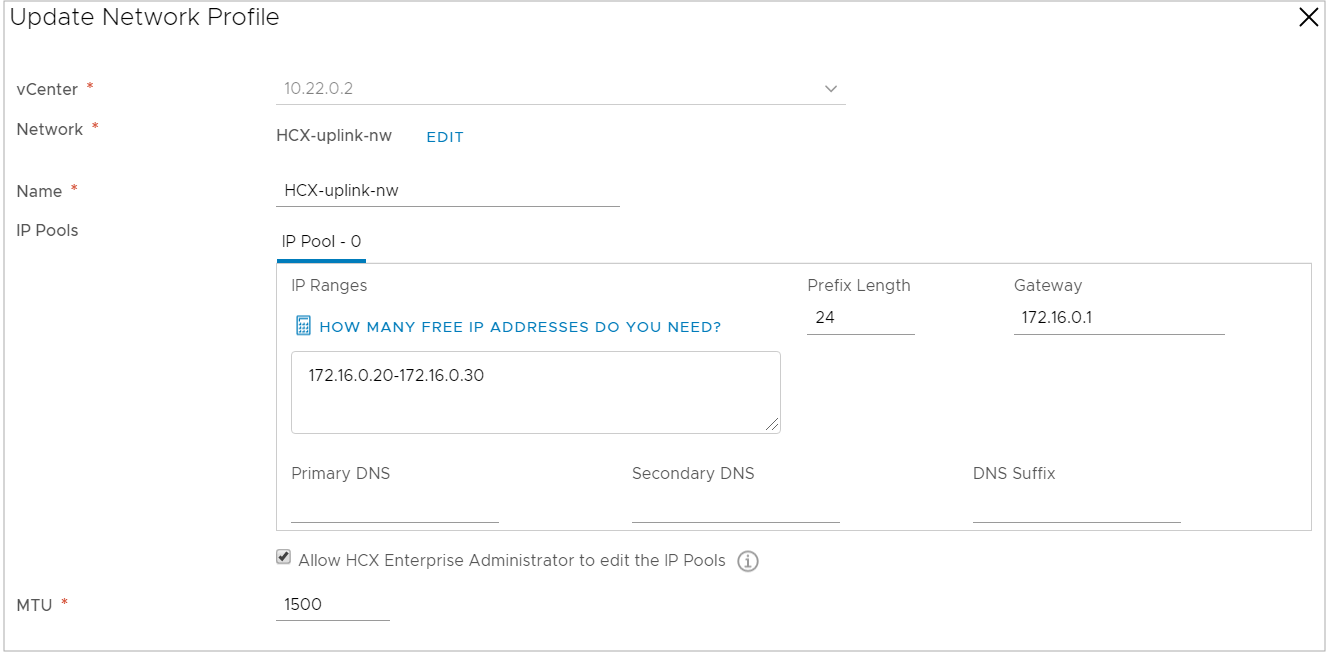 Update Network Profile
vCenter * 10.22.0.2
Network * HCX-uplink-nw EDIT
Name * HCX-uplink-nw
IP Pools
IP Pool - 0
IP Ranges Prefix Length Gateway
HOW MANY FREE IP ADDRESSES DO YOU NEED? 24 172.16.0.1
172.16.0.20-172.16.0.30
Primary DNS Secondary DNS DNS Suffix
Allow HCX Enterprise Administrator to edit the IP Pools
MTU * 1500